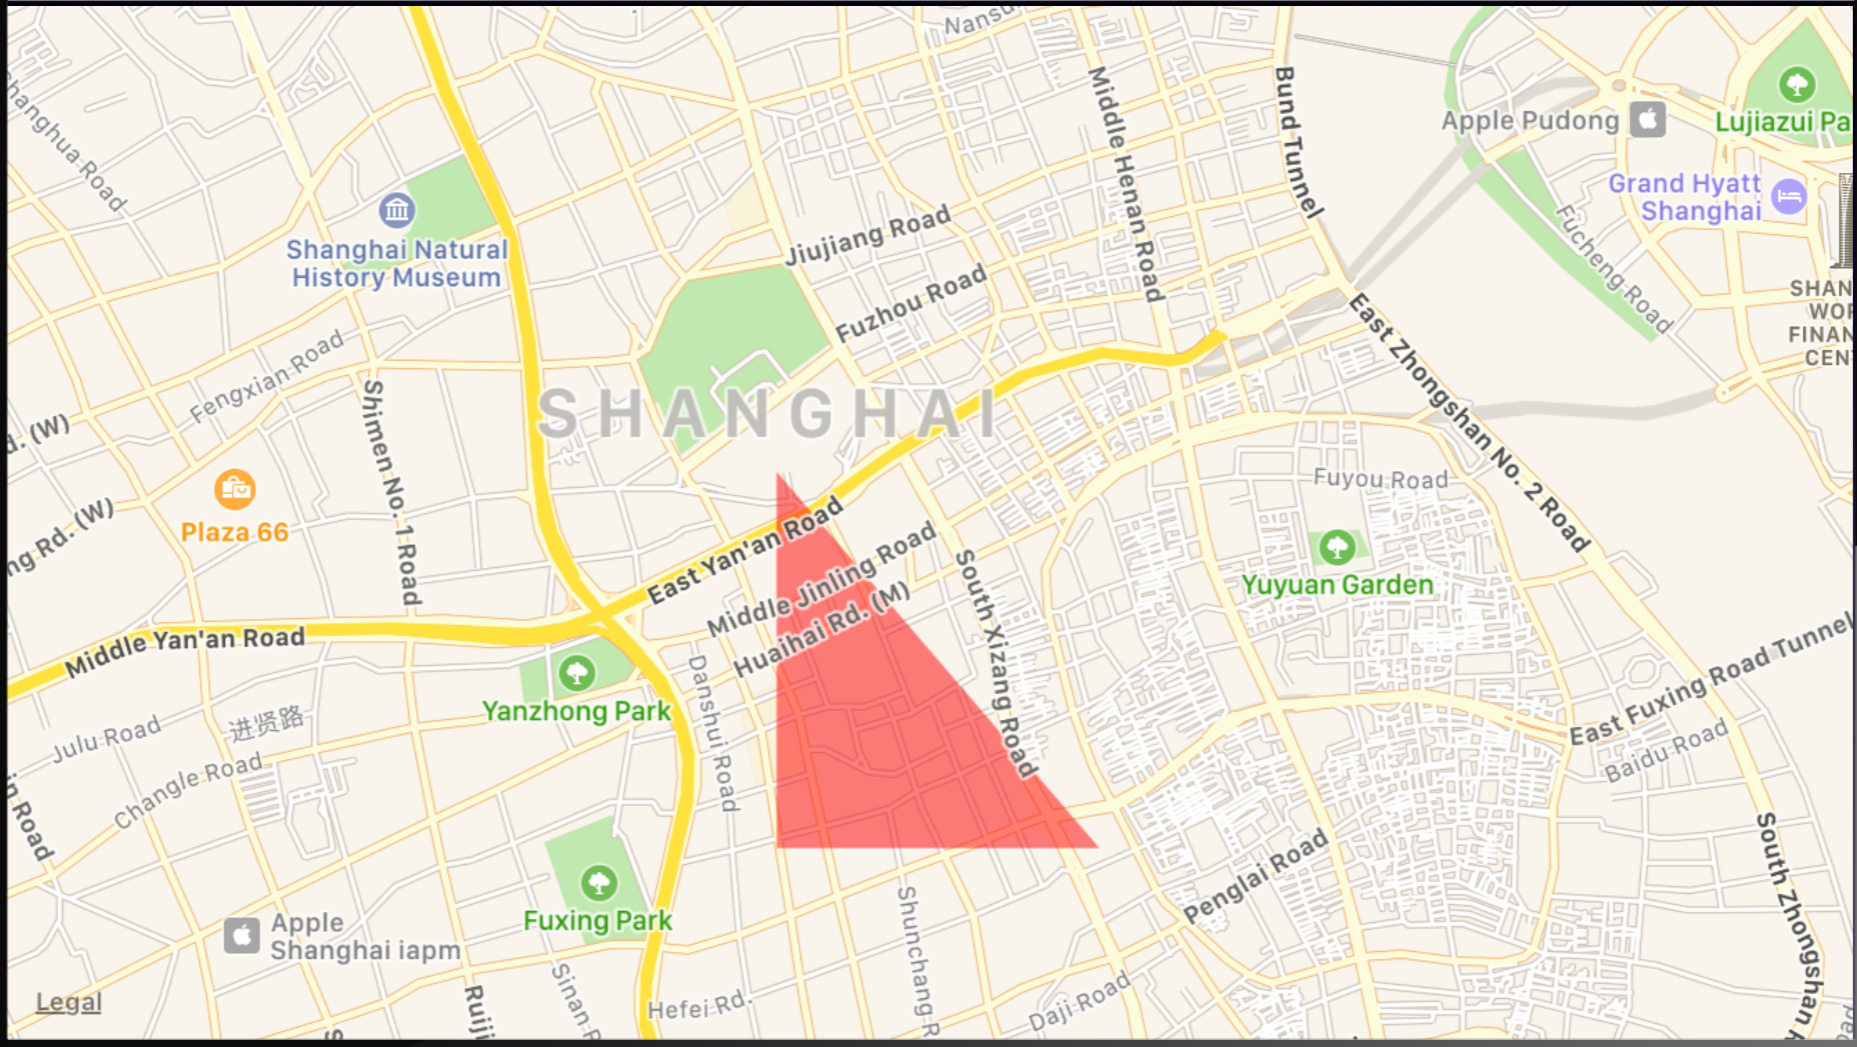 Nansu
Changhua Road
Middle Henan Road
Bund Tunnel
Apple Pudong
Lujiazui Pa
Grand Hyatt
Shanghai
Fucheng Road
Shanghai Natural
History Museum
Jiujiang Road
Fuzhou Road
SHAN
WOR
FINAN
CEN
East Zhongshan No. 2 Road
Fengxian Road
Shimen No. 1 Road
SHANGHAI
d. (W)
Plaza 66
ng Rd. (W)
Fuyou Road
Yuyuan Garden
East Yan'an Road
Middle Jinling Road
Huaihai Rd. (M)
South Xizang Road
Middle Yan'an Road
Yanzhong Park
Danshui Road
East Fuxing Road Tunnel
Baidu Road
Julu Road
进贤路
Changle Road
n Road
Fuxing Park
Penglai Road
South Zhongshan R
Apple
Shanghai iapm
Shunchang R
Sinan R
Ruiji
Hefei Rd.
Daji Road
Legal
oad